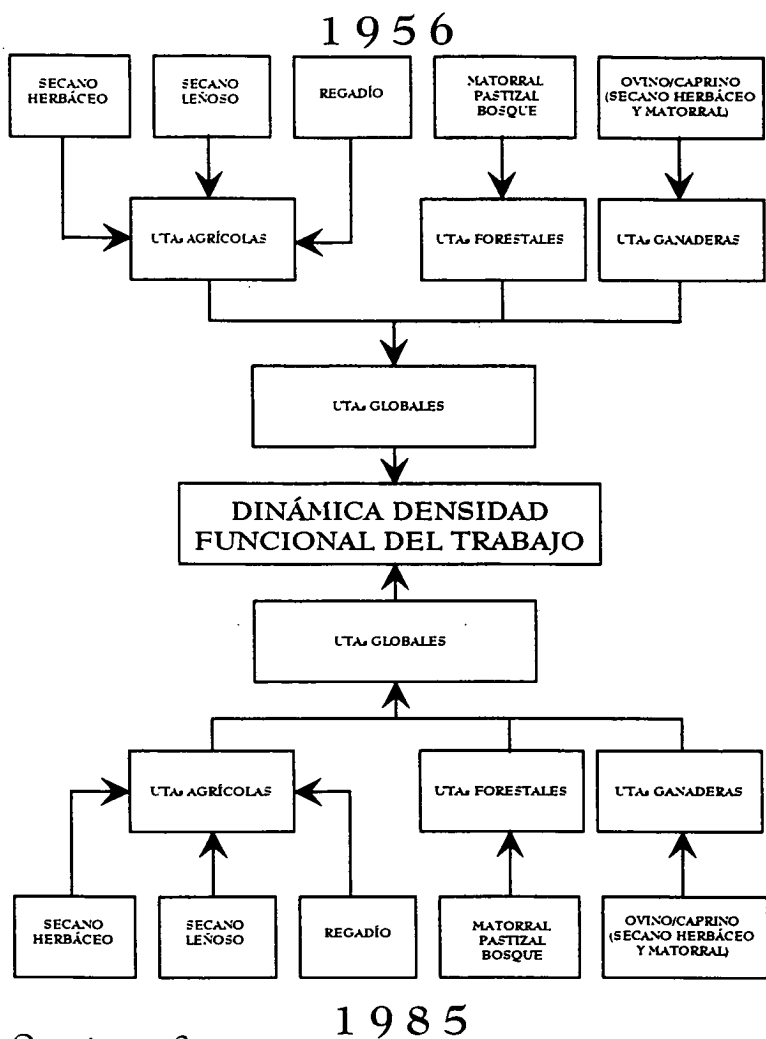 1956
SECANO
HERBÁCEO
SECANO
LEÑOSO
REGADÍO
MATORRAL
PASTIZAL
BOSQUE
OVINO/CAPRINO
(SECANO HERBÁCEO
Y MATORRAL)
UTAs AGRÍCOLAS
UTAs FORESTALES
UTAs GANADERAS
UTAs GLOBALES
DINÁMICA DENSIDAD
FUNCIONAL DEL TRABAJO
UTAs GLOBALES
UTAs AGRÍCOLAS
UTAs FORESTALES
UTAs GANADERAS
SECANO
HERBÁCEO
SECANO
LEÑOSO
REGADÍO
MATORRAL
PASTIZAL
BOSQUE
OVINO/CAPRINO
(SECANO HERBÁCEO
Y MATORRAL)
1985